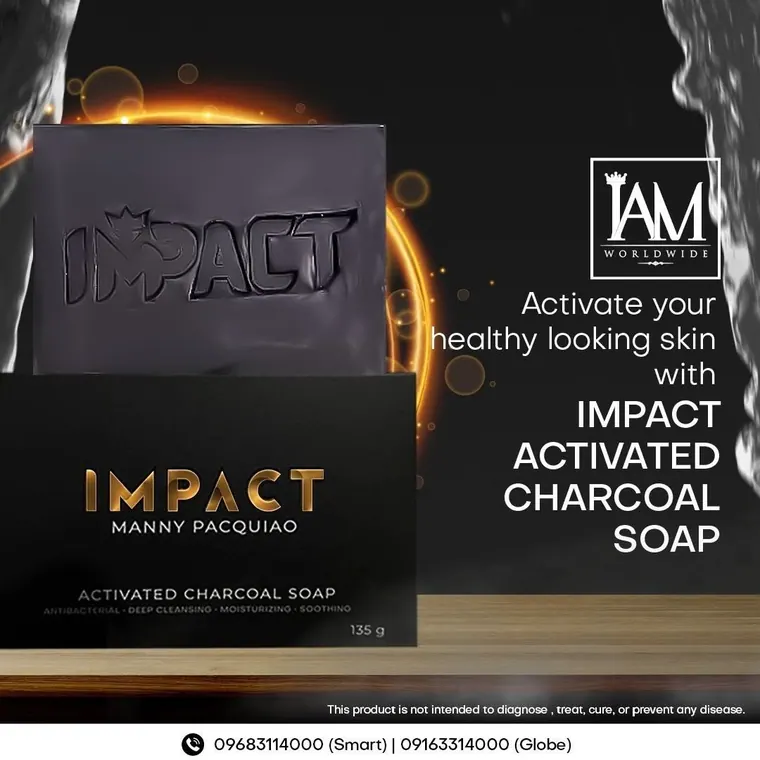 IMPACT
IAM
WORLDWIDE
Activate your
healthy looking skin
with
IMPACT
ACTIVATED
CHARCOAL
SOAP
IMPACT
MANNY PACQUIAO
ACTIVATED CHARCOAL SOAP
ANTIBACTERIAL • DEEP CLEANSING • MOISTURIZING • SOOTHING
135 g
This product is not intended to diagnose , treat, cure, or prevent any disease.
09683114000 (Smart) | 09163314000 (Globe)